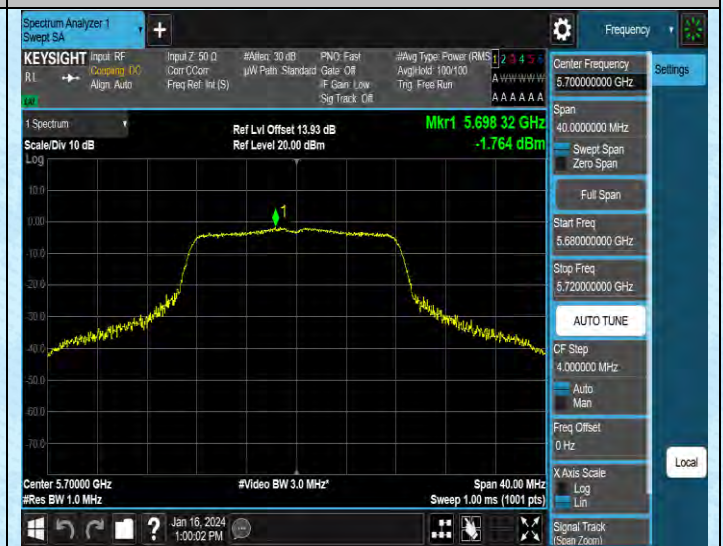 Spectrum Analyzer 1
Swept SA
+
Frequency
KEYSIGHT
RL
Input: RF
Coupling: DC
Align: Auto
Input Z: 50 Ω
Corr CCorr
Freq Ref: Int (S)
#Atten: 30 dB
µW Path: Standard
PNO: Fast
Gate: Off
IF Gain: Low
Sig Track: Off
#Avg Type: Power (RMS)
Avg|Hold: 100/100
Trig: Free Run
1 2 3 4 5 6
A W W W W W
A A A A A A
1 Spectrum
Scale/Div 10 dB
Log
Ref Lvl Offset 13.93 dB
Ref Level 20.00 dBm
Mkr1 5.698 32 GHz
-1.764 dBm
10.0
0.00
-10.0
-20.0
-30.0
-40.0
-50.0
-60.0
-70.0
1
Center 5.70000 GHz
#Res BW 1.0 MHz
#Video BW 3.0 MHz*
Span 40.00 MHz
Sweep 1.00 ms (1001 pts)
?
Jan 16, 2024
1:00:02 PM
Center Frequency
5.700000000 GHz
Span
40.0000000 MHz
Swept Span
Zero Span
Full Span
Start Freq
5.680000000 GHz
Stop Freq
5.720000000 GHz
AUTO TUNE
CF Step
4.000000 MHz
Auto
Man
Freq Offset
0 Hz
X Axis Scale
Log
Lin
Signal Track
(Span Zoom)
Settings
Local